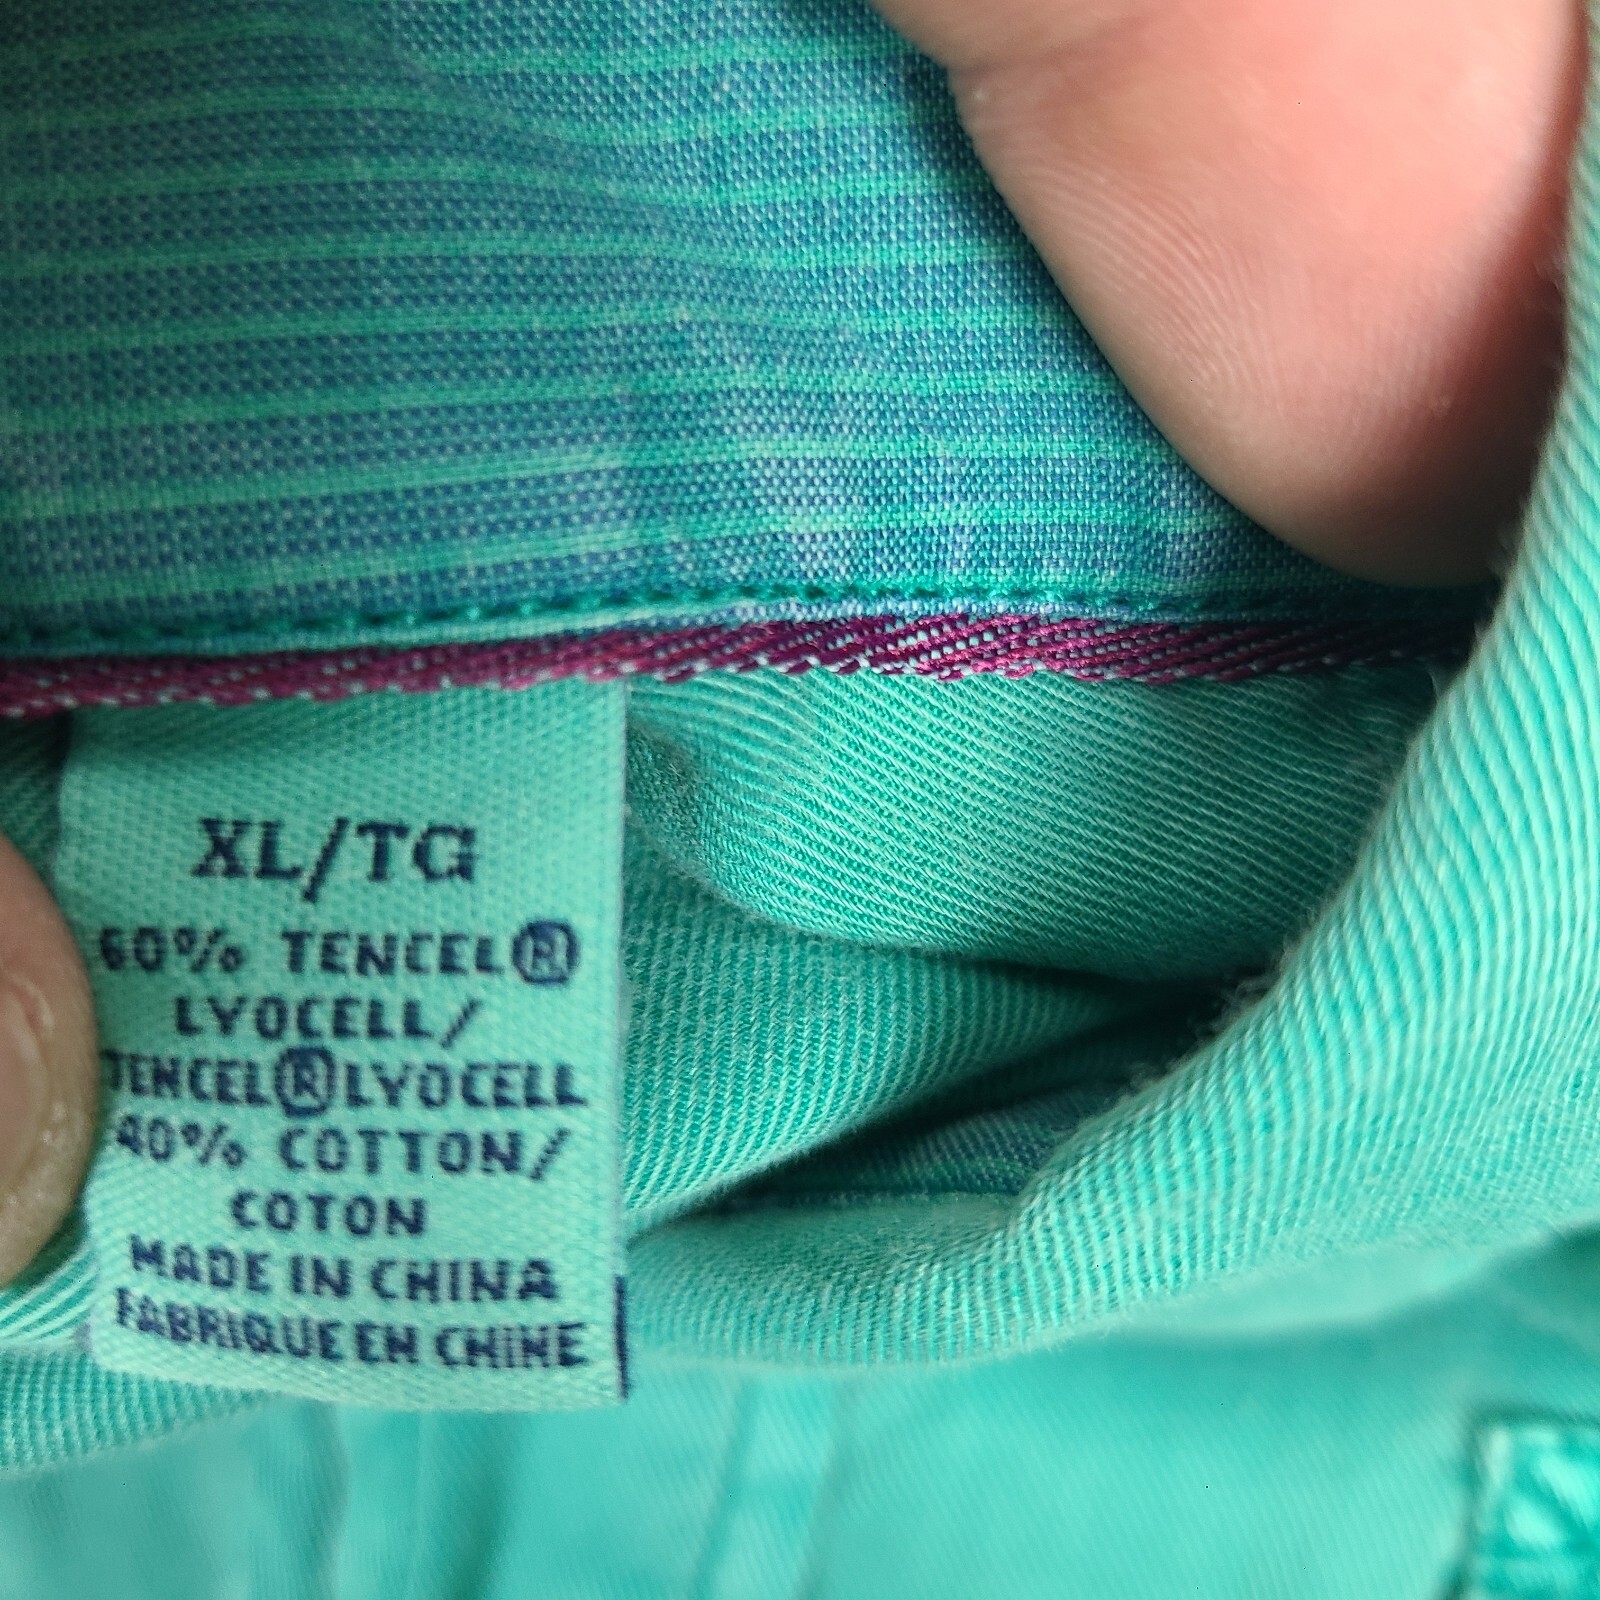 XL/TG
60% TENCEL®
LYOCELL/
TENCEL®LYOCELL
40% COTTON/
COTON
MADE IN CHINA
FABRIQUE EN CHINE